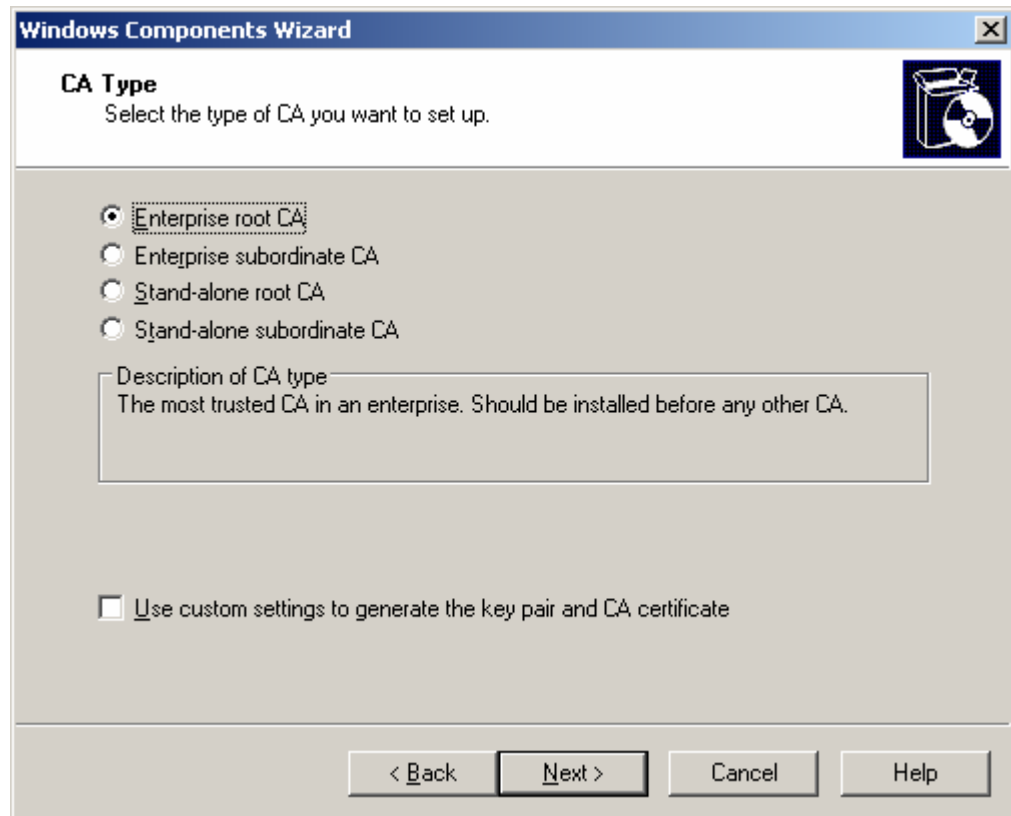 Windows Components Wizard
CA Type
Select the type of CA you want to set up.
Enterprise root CA
Enterprise subordinate CA
Stand-alone root CA
Stand-alone subordinate CA
Description of CA type
The most trusted CA in an enterprise. Should be installed before any other CA.
Use custom settings to generate the key pair and CA certificate
< Back Next > Cancel Help